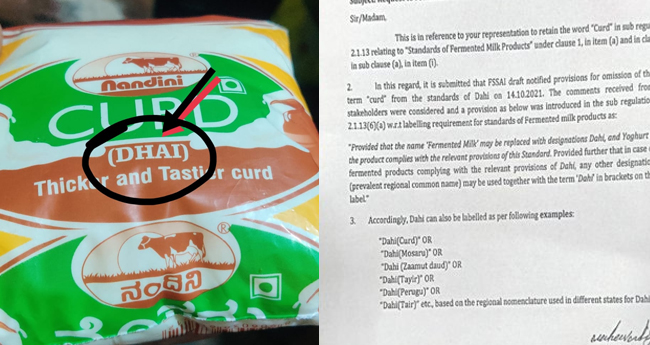 Nandini
®
CURD
(DHAI)
Thicker and Tastier curd
®
ನಂದಿನಿ
Sir/Madam,
This is in reference to your representation to retain the word "Curd" in sub regu
2.1.13 relating to "Standards of Fermented Milk Products" under clause 1, in item (a) and in cla
in sub clause (a), in item (i).
2. In this regard, it is submitted that FSSAI draft notified provisions for omission of th
term "curd" from the standards of Dahi on 14.10.2021. The comments received from
stakeholders were considered and a provision as below was introduced in the sub regulatio
2.1.13(6)(a) w.r.t labelling requirement for standards of Fermented milk products as:
"Provided that the name 'Fermented Milk' may be replaced with designations Dahi, and Yoghurt
the product complies with the relevant provisions of this Standard. Provided further that in case
fermented products complying with the relevant provisions of Dahi, any other designatio
(prevalent regional common name) may be used together with the term 'Dahi' in brackets on th
label."
3. Accordingly, Dahi can also be labelled as per following examples:
"Dahi(Curd)" OR
"Dahi(Mosaru)" OR
"Dahi (Zaamut daud)" OR
"Dahi(Tayir)" OR
"Dahi(Perugu)" OR
"Dahi(Tair)" etc., based on the regional nomenclature used in different states for Dahi